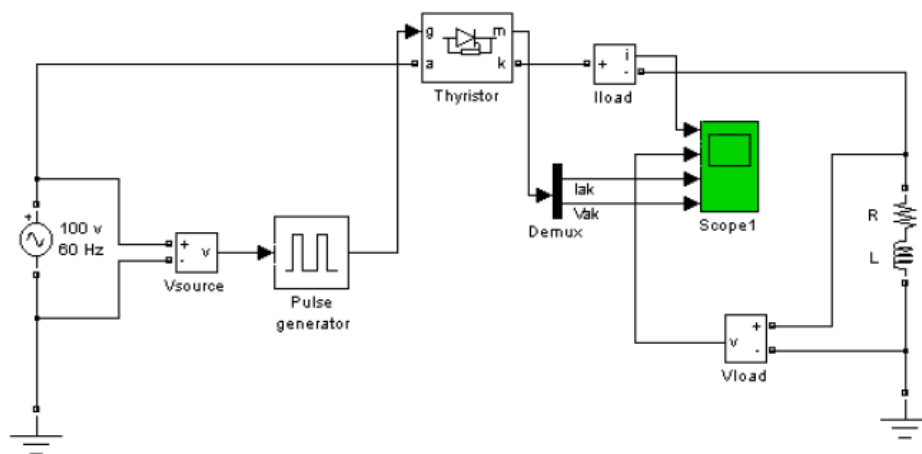 g
m
a
k
Thyristor
+
i
-
Iload
Iak
Vak
Demux
Scope1
+
100 v
60 Hz
+
-
v
Vsource
Pulse
generator
R
L
+
v
-
Vload